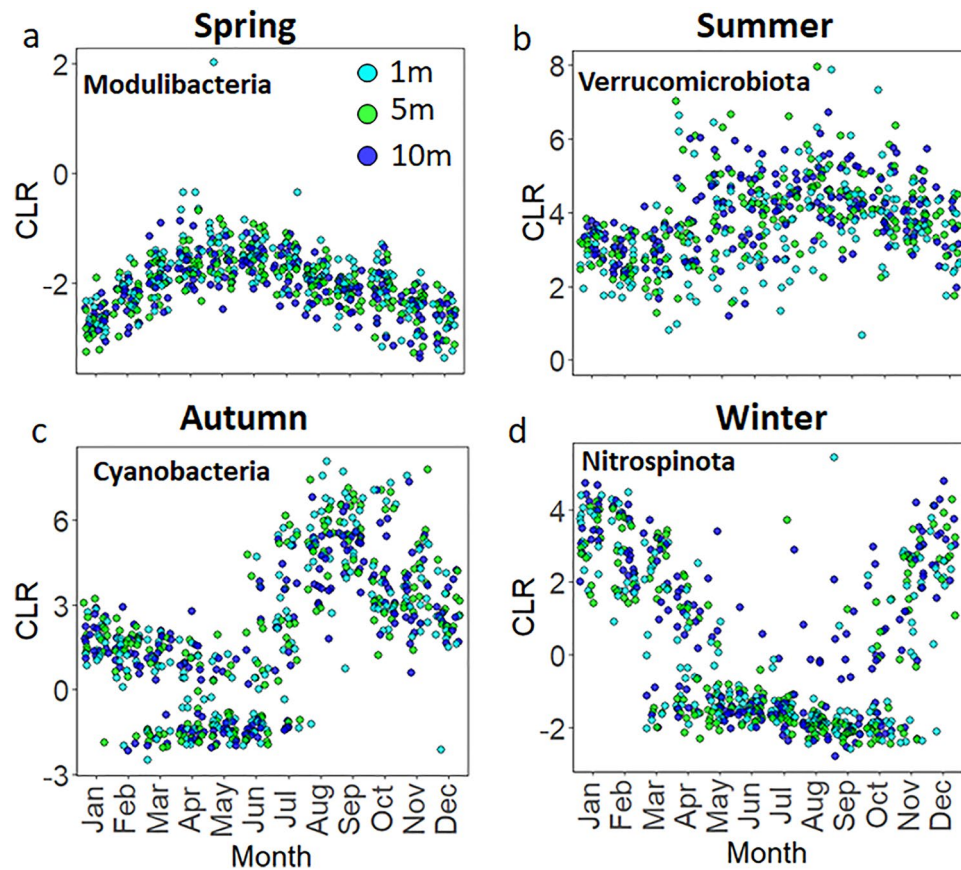 Spring
a
Modulibacteria
1m
5m
10m
2
0
-2
CLR
Summer
b
Verrucomicrobiota
8
6
4
2
0
CLR
Autumn
c
Cyanobacteria
6
3
0
-3
CLR
Jan Feb Mar Apr May Jun Jul Aug Sep Oct Nov Dec
Month
Winter
d
Nitrospinota
4
2
0
-2
CLR
Jan Feb Mar Apr May Jun Jul Aug Sep Oct Nov Dec
Month